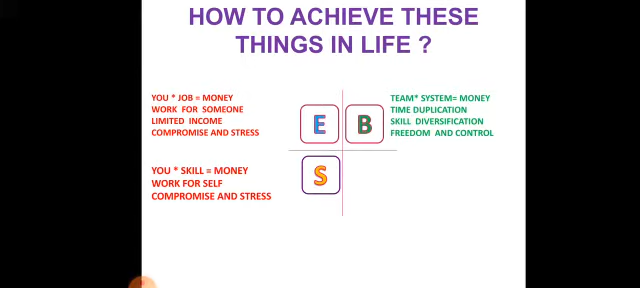 HOW TO ACHIEVE THESE
THINGS IN LIFE ?
YOU * JOB = MONEY
WORK FOR SOMEONE
LIMITED INCOME
COMPROMISE AND STRESS
E
B
TEAM* SYSTEM= MONEY
TIME DUPLICATION
SKILL DIVERSIFICATION
FREEDOM AND CONTROL
YOU * SKILL = MONEY
WORK FOR SELF
COMPROMISE AND STRESS
S